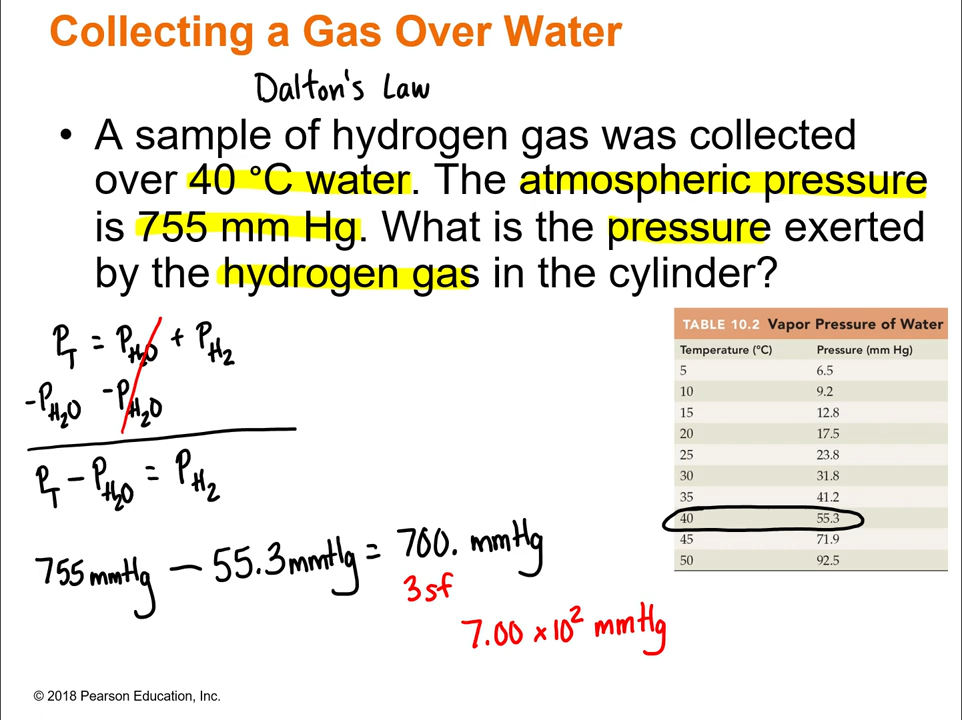 Collecting a Gas Over Water
Dalton's Law
• A sample of hydrogen gas was collected
over 40 °C water. The atmospheric pressure
is 755 mm Hg. What is the pressure exerted
by the hydrogen gas in the cylinder?
P_T = P_H₂O + P_H₂
-P_H₂O -P_H₂O
P_T - P_H₂O = P_H₂
755 mmHg — 55.3 mmHg = 700. mmHg
3 sf
7.00 × 10² mmHg
TABLE 10.2 Vapor Pressure of Water
Temperature (°C) Pressure (mm Hg)
5 6.5
10 9.2
15 12.8
20 17.5
25 23.8
30 31.8
35 41.2
40 55.3
45 71.9
50 92.5
© 2018 Pearson Education, Inc.